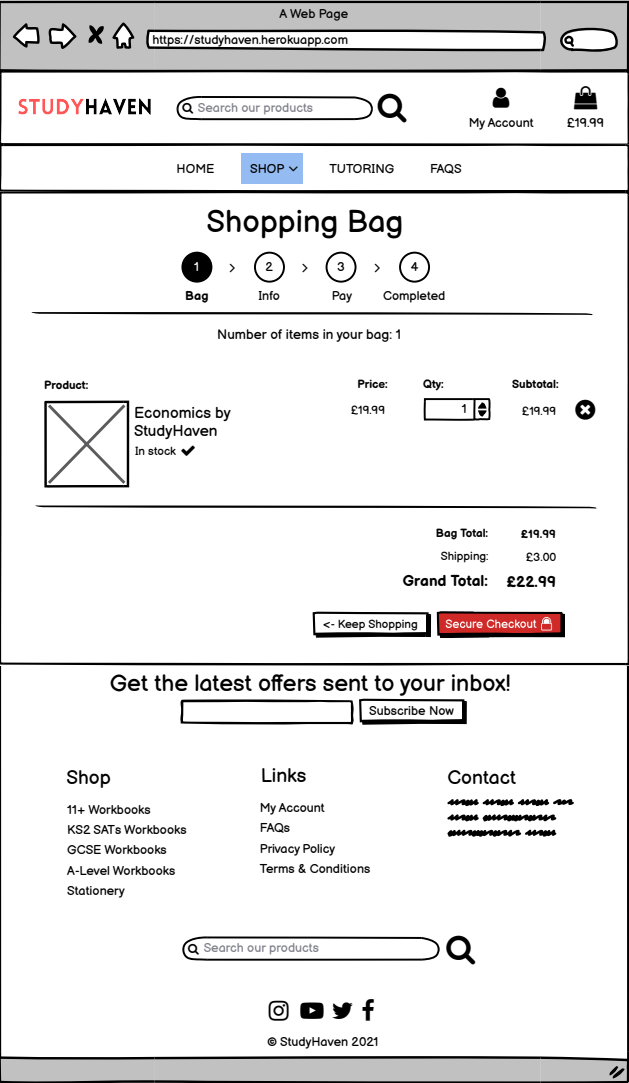 A Web Page
https://studyhaven.herokuapp.com
STUDYHAVEN
Search our products
My Account
£19.99
HOME SHOP TUTORING FAQS
Shopping Bag
1 > 2 > 3 > 4
Bag Info Pay Completed
Number of items in your bag: 1
Product: Price: Qty: Subtotal:
Economics by
StudyHaven
In stock
£19.99 1 £19.99
Bag Total: £19.99
Shipping: £3.00
Grand Total: £22.99
<- Keep Shopping Secure Checkout
Get the latest offers sent to your inbox!
Subscribe Now
Shop
11+ Workbooks
KS2 SATs Workbooks
GCSE Workbooks
A-Level Workbooks
Stationery
Links
My Account
FAQs
Privacy Policy
Terms & Conditions
Contact
Search our products
© StudyHaven 2021